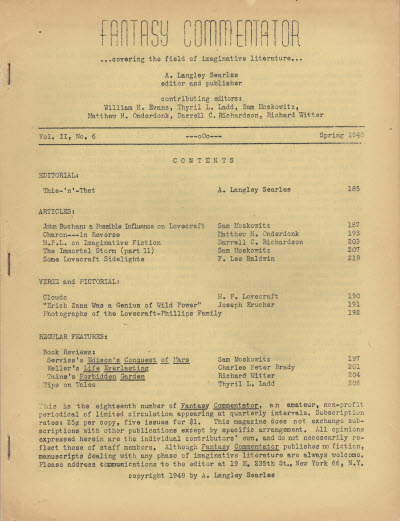 FANTASY COMMENTATOR
...covering the field of imaginative literature...
A. Langley Searles
editor and publisher
contributing editors:
William H. Evans, Thyril L. Ladd, Sam Moskowitz,
Matthew H. Onderdonk, Darrell C. Richardson, Richard Witter
Vol. II, No. 6 ---oOo--- Spring 1948
CONTENTS
EDITORIAL:
This-'n'-That A. Langley Searles 185
ARTICLES:
John Buchan: a Possible Influence on Lovecraft Sam Moskowitz 187
Charon---in Reverse Matthew H. Onderdonk 193
H.P.L. on Imaginative Fiction Darrell C. Richardson 203
The Immortal Storm (part 11) Sam Moskowitz 207
Some Lovecraft Sidelights F. Lee Baldwin 219
VERSE and PICTORIAL:
Clouds H. P. Lovecraft 190
"Erich Zann Was a Genius of Wild Power" Joseph Krucher 191
Photographs of the Lovecraft-Phillips Family 192
REGULAR FEATURES:
Book Reviews:
Serviss's Edison's Conquest of Mars Sam Moskowitz 197
Keller's Life Everlasting Charles Peter Brady 201
Taine's Forbidden Garden Richard Witter 204
Tips on Tales Thyril L. Ladd 206
This is the eighteenth number of Fantasy Commentator, an amateur, non-profit
periodical of limited circulation appearing at quarterly intervals. Subscription
rates: 25¢ per copy, five issues for $1. This magazine does not exchange sub-
scriptions with other publications except by specific arrangement. All opinions
expressed herein are the individual contributors' own, and do not necessarily re-
flect those of staff members. Although Fantasy Commentator publishes no fiction,
manuscripts dealing with any phase of imaginative literature are always welcome.
Please address communications to the editor at 19 E. 235th St., New York 66, N.Y.
copyright 1948 by A. Langley Searles